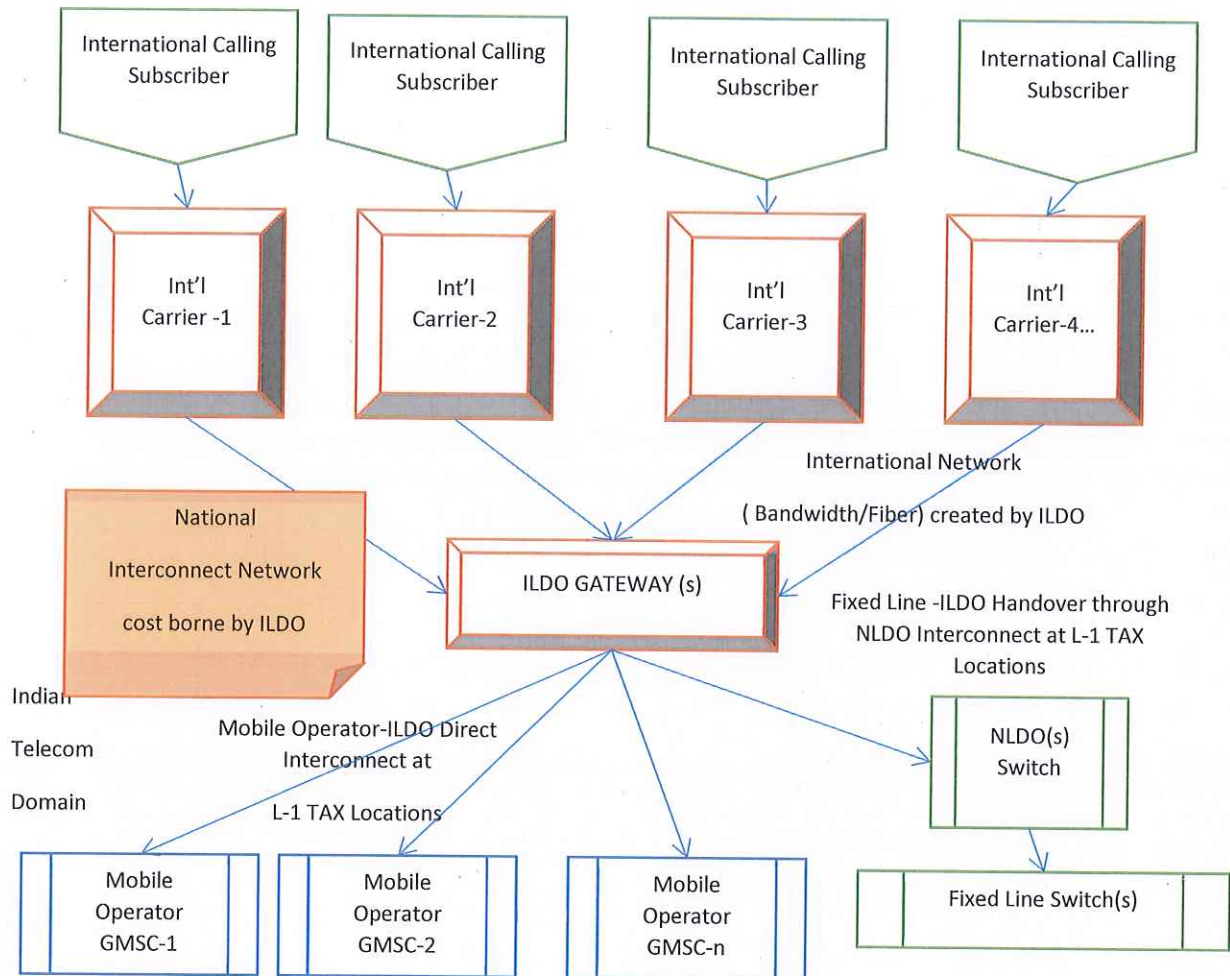 International Calling
Subscriber
International Calling
Subscriber
International Calling
Subscriber
International Calling
Subscriber
Int'l
Carrier -1
Int'l
Carrier-2
Int'l
Carrier-3
Int'l
Carrier-4...
International Network
( Bandwidth/Fiber) created by ILDO
National
Interconnect Network
cost borne by ILDO
ILDO GATEWAY (s)
Fixed Line -ILDO Handover through
NLDO Interconnect at L-1 TAX
Locations
Indian
Telecom
Domain
Mobile Operator-ILDO Direct
Interconnect at
L-1 TAX Locations
NLDO(s)
Switch
Mobile
Operator
GMSC-1
Mobile
Operator
GMSC-2
Mobile
Operator
GMSC-n
Fixed Line Switch(s)